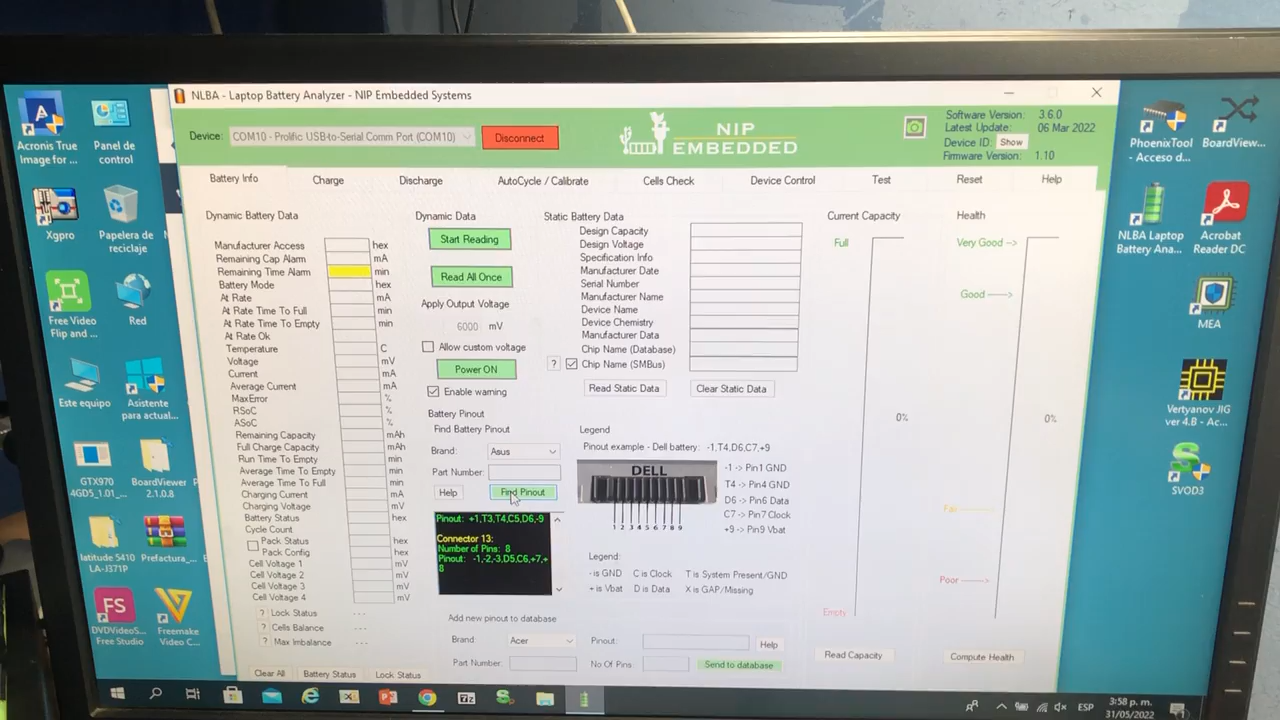 NLBA - Laptop Battery Analyzer - NIP Embedded Systems
Device: COM10 - Prolific USB-to-Serial Comm Port (COM10) Disconnect
NIP
EMBEDDED
Software Version: 3.6.0
Latest Update: 06 Mar 2022
Device ID: Show
Firmware Version: 1.10
Battery Info Charge Discharge AutoCycle / Calibrate Cells Check Device Control Test Reset Help
Dynamic Battery Data
Manufacturer Access hex
Remaining Cap Alarm mA
Remaining Time Alarm min
Battery Mode hex
At Rate mA
At Rate Time To Full min
At Rate Time To Empty min
At Rate Ok
Temperature C
Voltage mV
Current mA
Average Current mA
MaxError %
RSoC %
ASoC %
Remaining Capacity mAh
Full Charge Capacity mAh
Run Time To Empty min
Average Time To Empty min
Average Time To Full min
Charging Current mA
Charging Voltage mV
Battery Status hex
Cycle Count
Pack Status hex
Pack Config hex
Cell Voltage 1 mV
Cell Voltage 2 mV
Cell Voltage 3 mV
Cell Voltage 4 mV
? Lock Status ---
? Cells Balance ---
? Max Imbalance ---
Clear All Battery Status Lock Status
Dynamic Data
Start Reading
Read All Once
Apply Output Voltage
6000 mV
Allow custom voltage
Power ON
Enable warning
Battery Pinout
Find Battery Pinout
Brand: Asus
Part Number:
Help Find Pinout
Pinout: +1,T3,T4,C5,D6,-9
Connector 13:
Number of Pins: 8
Pinout: -1,-2,-3,D5,C6,+7,+
8
Static Battery Data
Design Capacity
Design Voltage
Specification Info
Manufacturer Date
Serial Number
Manufacturer Name
Device Name
Device Chemistry
Manufacturer Data
Chip Name (Database)
? Chip Name (SMBus)
Read Static Data Clear Static Data
Legend
Pinout example - Dell battery: -1,T4,D6,C7,+9
DELL
1 2 3 4 5 6 7 8 9
-1 -> Pin1 GND
T4 -> Pin4 GND
D6 -> Pin6 Data
C7 -> Pin7 Clock
+9 -> Pin9 Vbat
Legend:
- is GND C is Clock T is System Present/GND
+ is Vbat D is Data X is GAP/Missing
Add new pinout to database
Brand: Acer Pinout: Help
Part Number: No Of Pins Send to database
Current Capacity
Full
0%
Empty
Read Capacity
Health
Very Good -->
Good ---->
0%
Fair
Poor ---->
Compute Health
Acronis True
Image for ...
Panel de
control
Xgpro
Papelera de
reciclaje
Free Video
Flip and ...
Red
Este equipo
Asistente
para actual...
GTX970
4GD5_1.01_...
BoardViewer
2.1.0.8
latitude 5410
LA-J371P
Prefactura_...
DVDVideoS...
Free Studio
Freemake
Video C...
PhoenixTool
- Acceso d...
BoardView...
NLBA Laptop
Battery Ana...
Acrobat
Reader DC
MEA
Vertyanov JIG
ver 4.B - Ac...
SVOD3
ESP
3:58 p. m.
31/05/2022